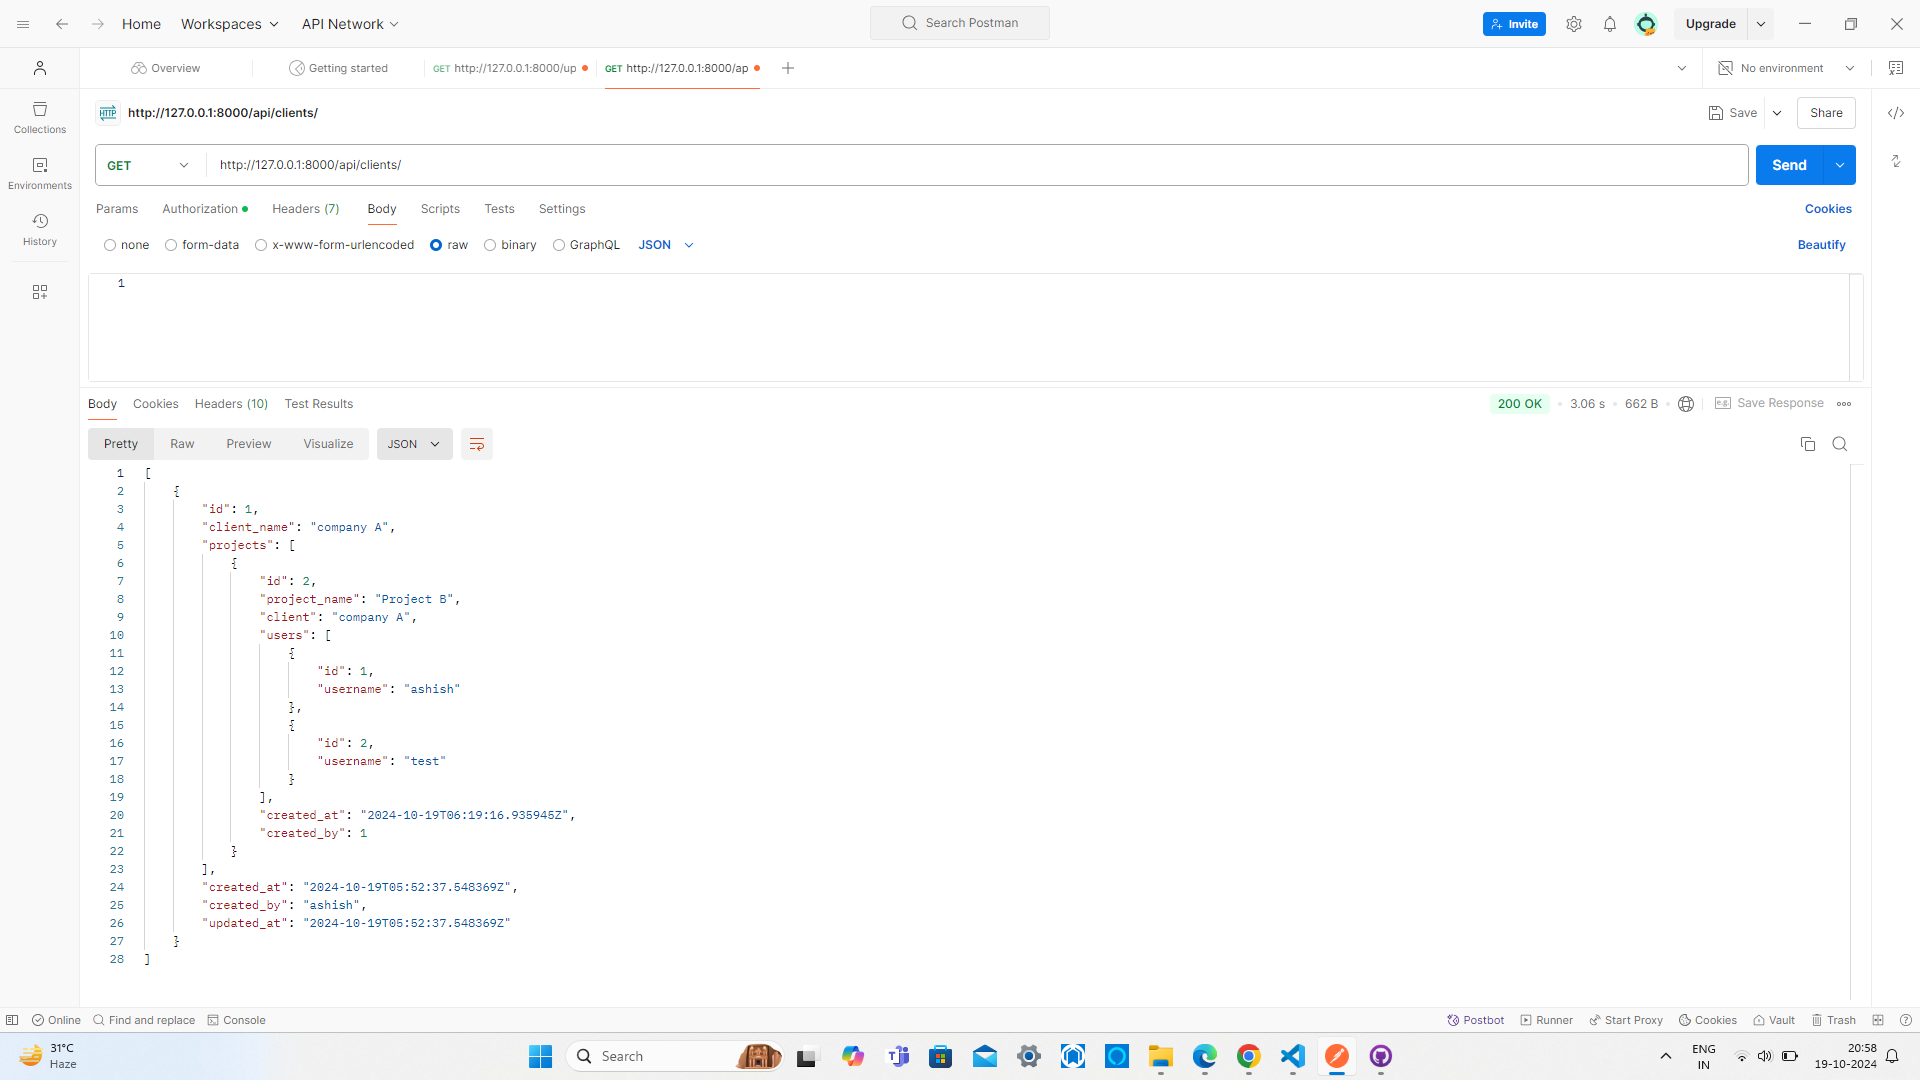 Home Workspaces API Network Search Postman Invite Upgrade
Overview Getting started GET http://127.0.0.1:8000/up GET http://127.0.0.1:8000/ap No environment
HTTP http://127.0.0.1:8000/api/clients/ Save Share
Collections
Environments
History
GET http://127.0.0.1:8000/api/clients/ Send
Params Authorization Headers (7) Body Scripts Tests Settings Cookies
none form-data x-www-form-urlencoded raw binary GraphQL JSON Beautify
1
Body Cookies Headers (10) Test Results 200 OK 3.06 s 662 B e.g. Save Response
Pretty Raw Preview Visualize JSON
1 [
2 {
3 "id": 1,
4 "client_name": "company A",
5 "projects": [
6 {
7 "id": 2,
8 "project_name": "Project B",
9 "client": "company A",
10 "users": [
11 {
12 "id": 1,
13 "username": "ashish"
14 },
15 {
16 "id": 2,
17 "username": "test"
18 }
19 ],
20 "created_at": "2024-10-19T06:19:16.935945Z",
21 "created_by": 1
22 }
23 ],
24 "created_at": "2024-10-19T05:52:37.548369Z",
25 "created_by": "ashish",
26 "updated_at": "2024-10-19T05:52:37.548369Z"
27 }
28 ]
Online Find and replace Console Postbot Runner Start Proxy Cookies Vault Trash
31°C
Haze
Search
ENG
IN
20:58
19-10-2024